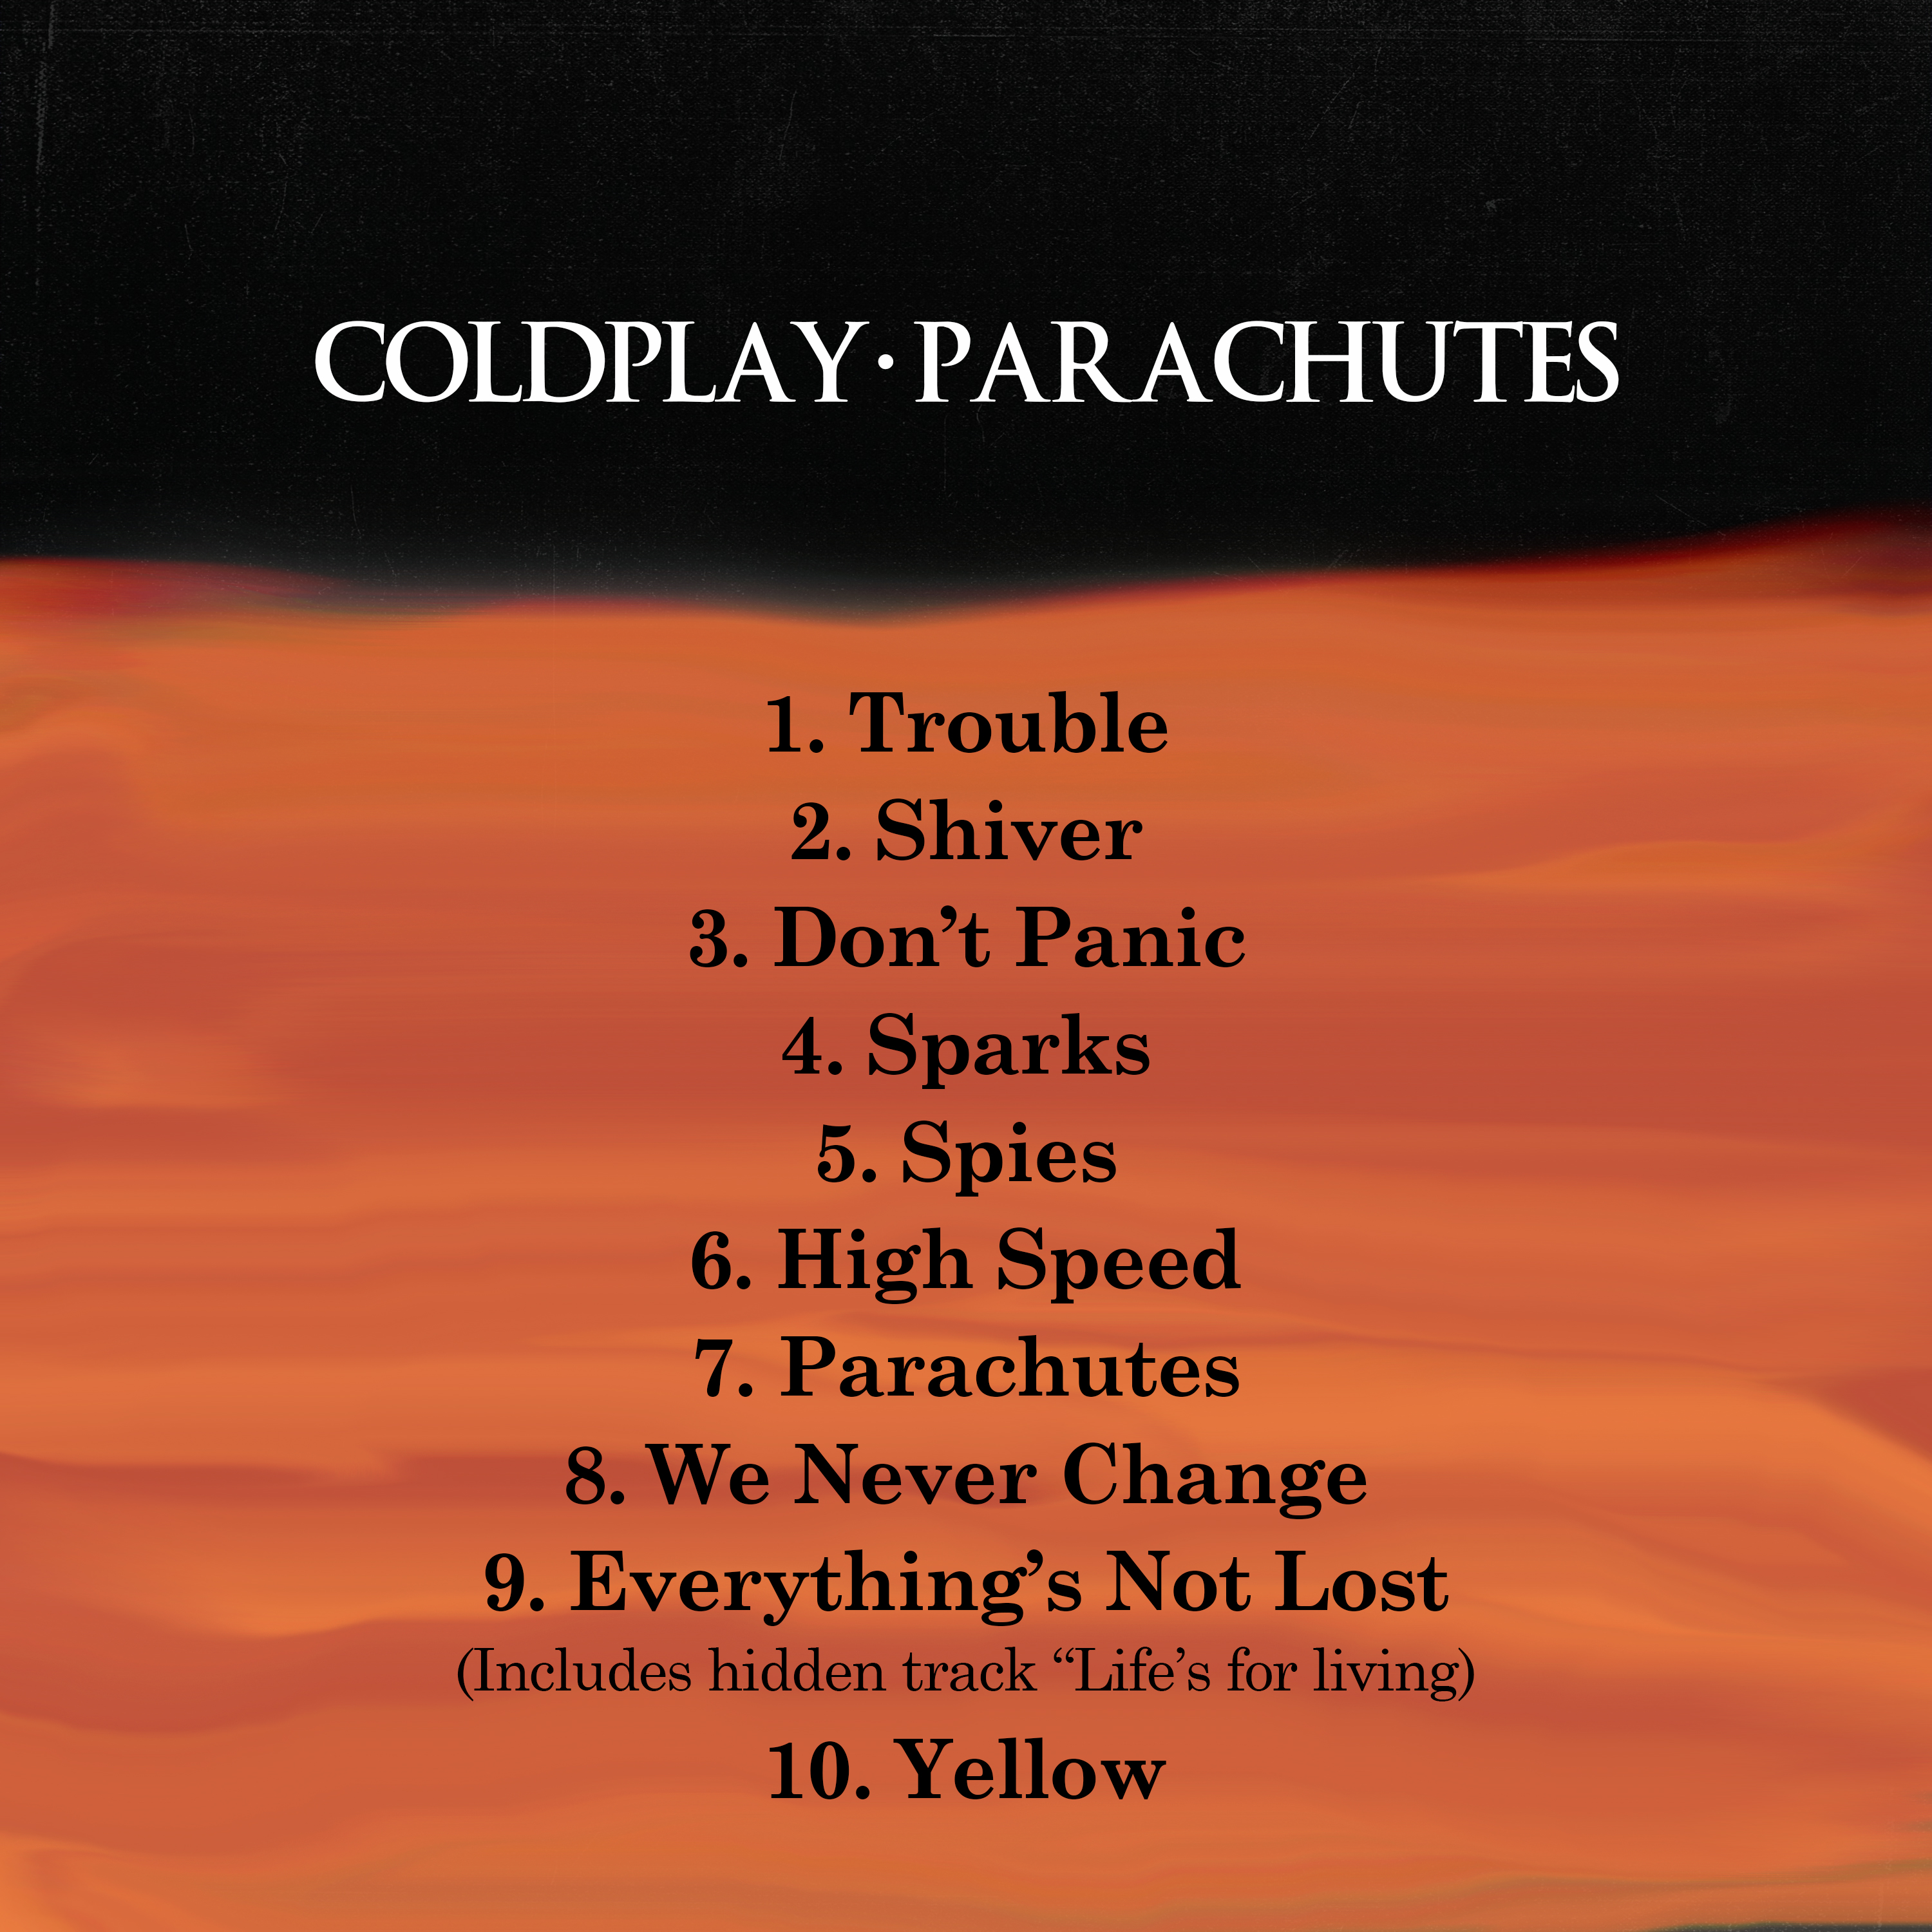 COLDPLAY · PARACHUTES
1. Trouble
2. Shiver
3. Don’t Panic
4. Sparks
5. Spies
6. High Speed
7. Parachutes
8. We Never Change
9. Everything’s Not Lost
(Includes hidden track “Life’s for living)
10. Yellow